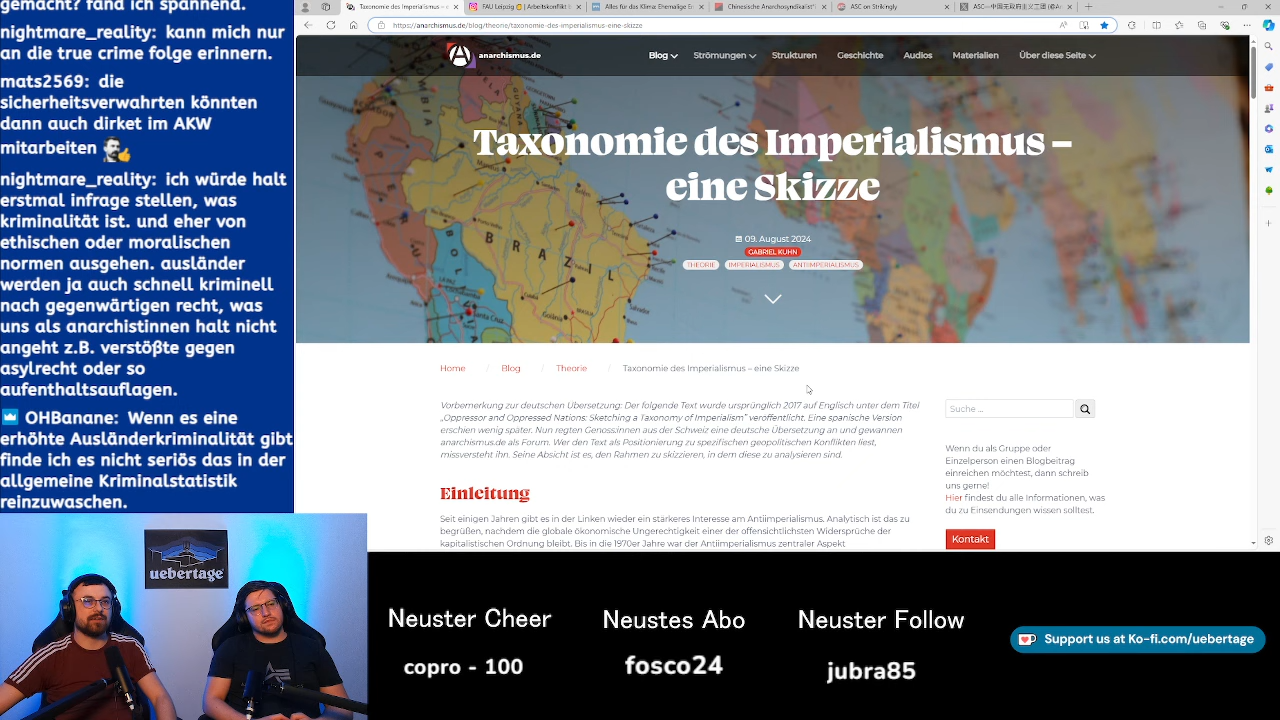 gemacht? fand ich spannend.
nightmare_reality: kann mich nur
an die true crime folge erinnern.
mats2569: die
sicherheitsverwahrten könnten
dann auch dirket im AKW
mitarbeiten
nightmare_reality: ich würde halt
erstmal infrage stellen, was
kriminalität ist. und eher von
ethischen oder moralischen
normen ausgehen. ausländer
werden ja auch schnell kriminell
nach gegenwärtigen recht, was
uns als anarchistinnen halt nicht
angeht z.B. verstößte gegen
asylrecht oder so
aufenthaltsauflagen.
OHBanane: Wenn es eine
erhöhte Ausländerkriminalität gibt
finde ich es nicht seriös das in der
allgemeine Kriminalstatistik
reinzuwaschen.
Taxonomie des Imperialismus – ei
FAU Leipzig
Arbeitskonflikt
Alles für das Klima: Ehemalige En
Chinesische Anarchosyndikalist*
ASC on Strikingly
ASC—中国无政府主义二团
https://anarchismus.de/blog/theorie/taxonomie-des-imperialismus-eine-skizze
anarchismus.de
Blog
Strömungen
Strukturen
Geschichte
Audios
Materialien
Über diese Seite
BRAZIL
Taxonomie des Imperialismus –
eine Skizze
09. August 2024
GABRIEL KUHN
THEORIE
IMPERIALISMUS
ANTIIMPERIALISMUS
Home / Blog / Theorie / Taxonomie des Imperialismus – eine Skizze
Vorbemerkung zur deutschen Übersetzung: Der folgende Text wurde ursprünglich 2017 auf Englisch unter dem Titel
„Oppressor and Oppressed Nations: Sketching a Taxonomy of Imperialism“ veröffentlicht. Eine spanische Version
erschien wenig später. Nun regten Genoss:innen aus der Schweiz eine deutsche Übersetzung an und gewannen
anarchismus.de als Forum. Wer den Text als Positionierung zu spezifischen geopolitischen Konflikten liest,
missversteht ihn. Seine Absicht ist es, den Rahmen zu skizzieren, in dem diese zu analysieren sind.
Einleitung
Seit einigen Jahren gibt es in der Linken wieder ein stärkeres Interesse am Antiimperialismus. Analytisch ist das zu
begrüßen, nachdem die globale ökonomische Ungerechtigkeit einer der offensichtlichsten Widersprüche der
kapitalistischen Ordnung bleibt. Bis in die 1970er Jahre war der Antiimperialismus zentraler Aspekt
Suche ...
Wenn du als Gruppe oder
Einzelperson einen Blogbeitrag
einreichen möchtest, dann schreib
uns gerne!
Hier findest du alle Informationen, was
du zu Einsendungen wissen solltest.
Kontakt
uebertage
Neuster Cheer
copro - 100
Neustes Abo
fosco24
Neuster Follow
jubra85
Support us at Ko-fi.com/uebertage